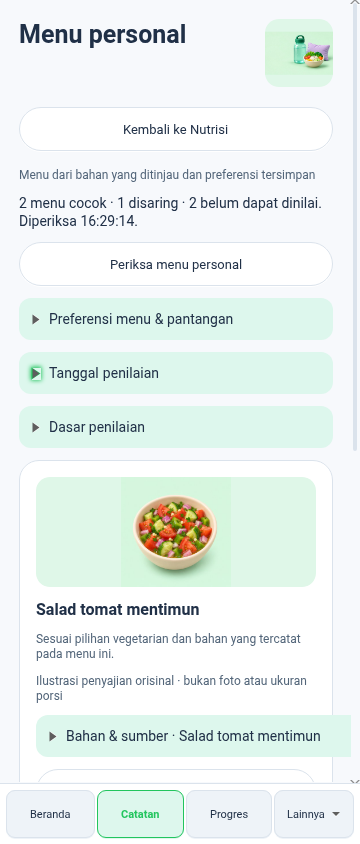 Menu personal
Kembali ke Nutrisi
Menu dari bahan yang ditinjau dan preferensi tersimpan
2 menu cocok · 1 disaring · 2 belum dapat dinilai.
Diperiksa 16:29:14.
Periksa menu personal
Preferensi menu & pantangan
Tanggal penilaian
Dasar penilaian
Salad tomat mentimun
Sesuai pilihan vegetarian dan bahan yang tercatat
pada menu ini.
Ilustrasi penyajian orisinal · bukan foto atau ukuran
porsi
Bahan & sumber · Salad tomat mentimun
Beranda
Catatan
Progres
Lainnya